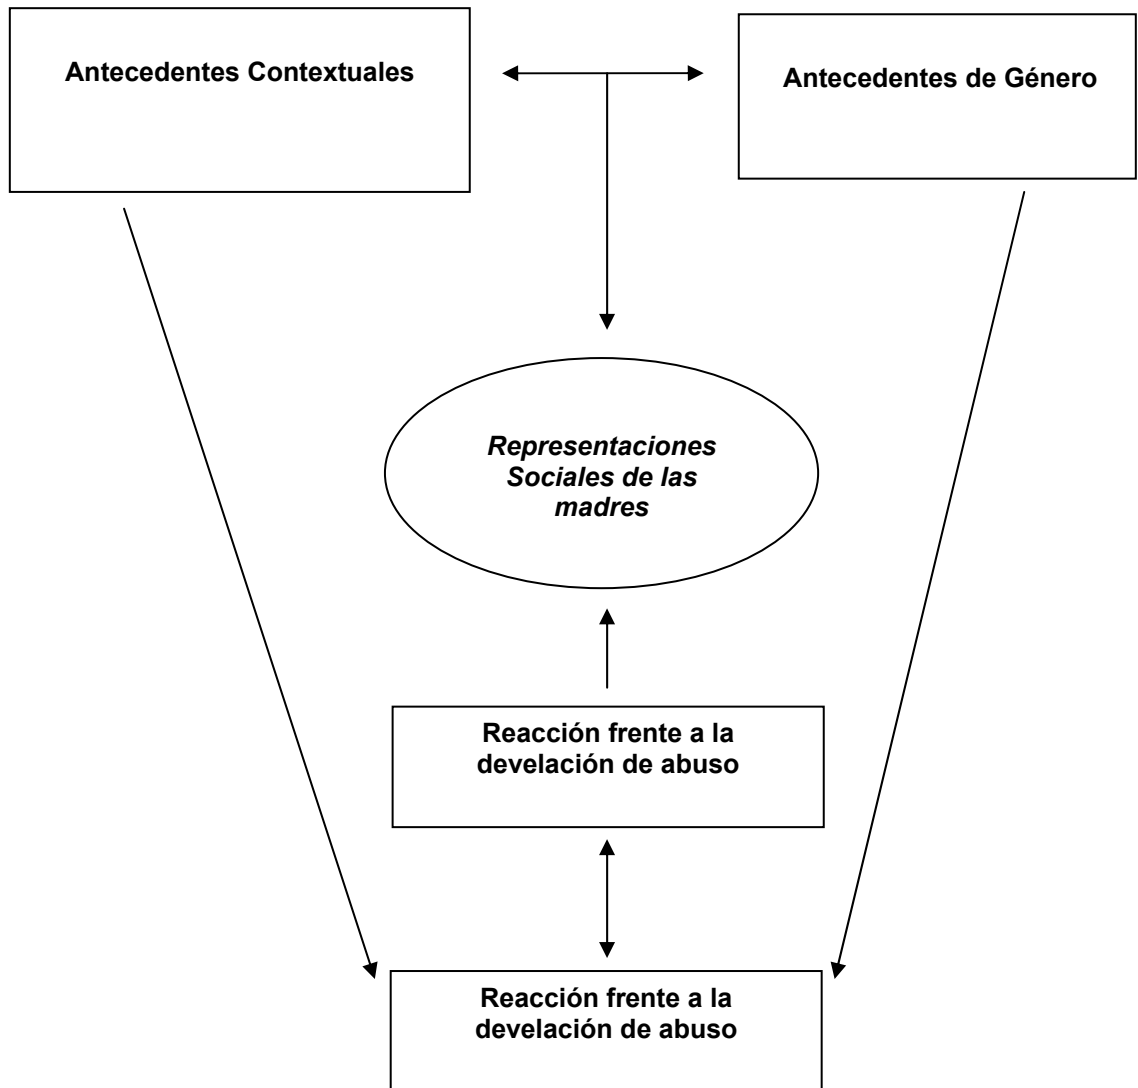 Antecedentes Contextuales
Antecedentes de Género
Representaciones
Sociales de las
madres
Reacción frente a la
develación de abuso
Reacción frente a la
develación de abuso